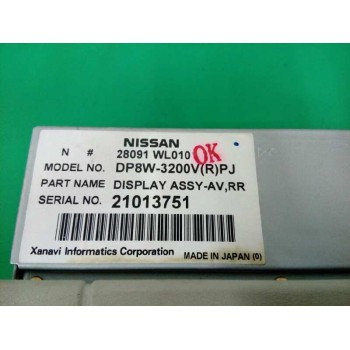 NISSAN
N # 28091 WL010 OK
MODEL NO. DP8W-3200V(R)PJ
PART NAME DISPLAY ASSY-AV,RR
SERIAL NO. 21013751
Xanavi Informatics Corporation MADE IN JAPAN (0)